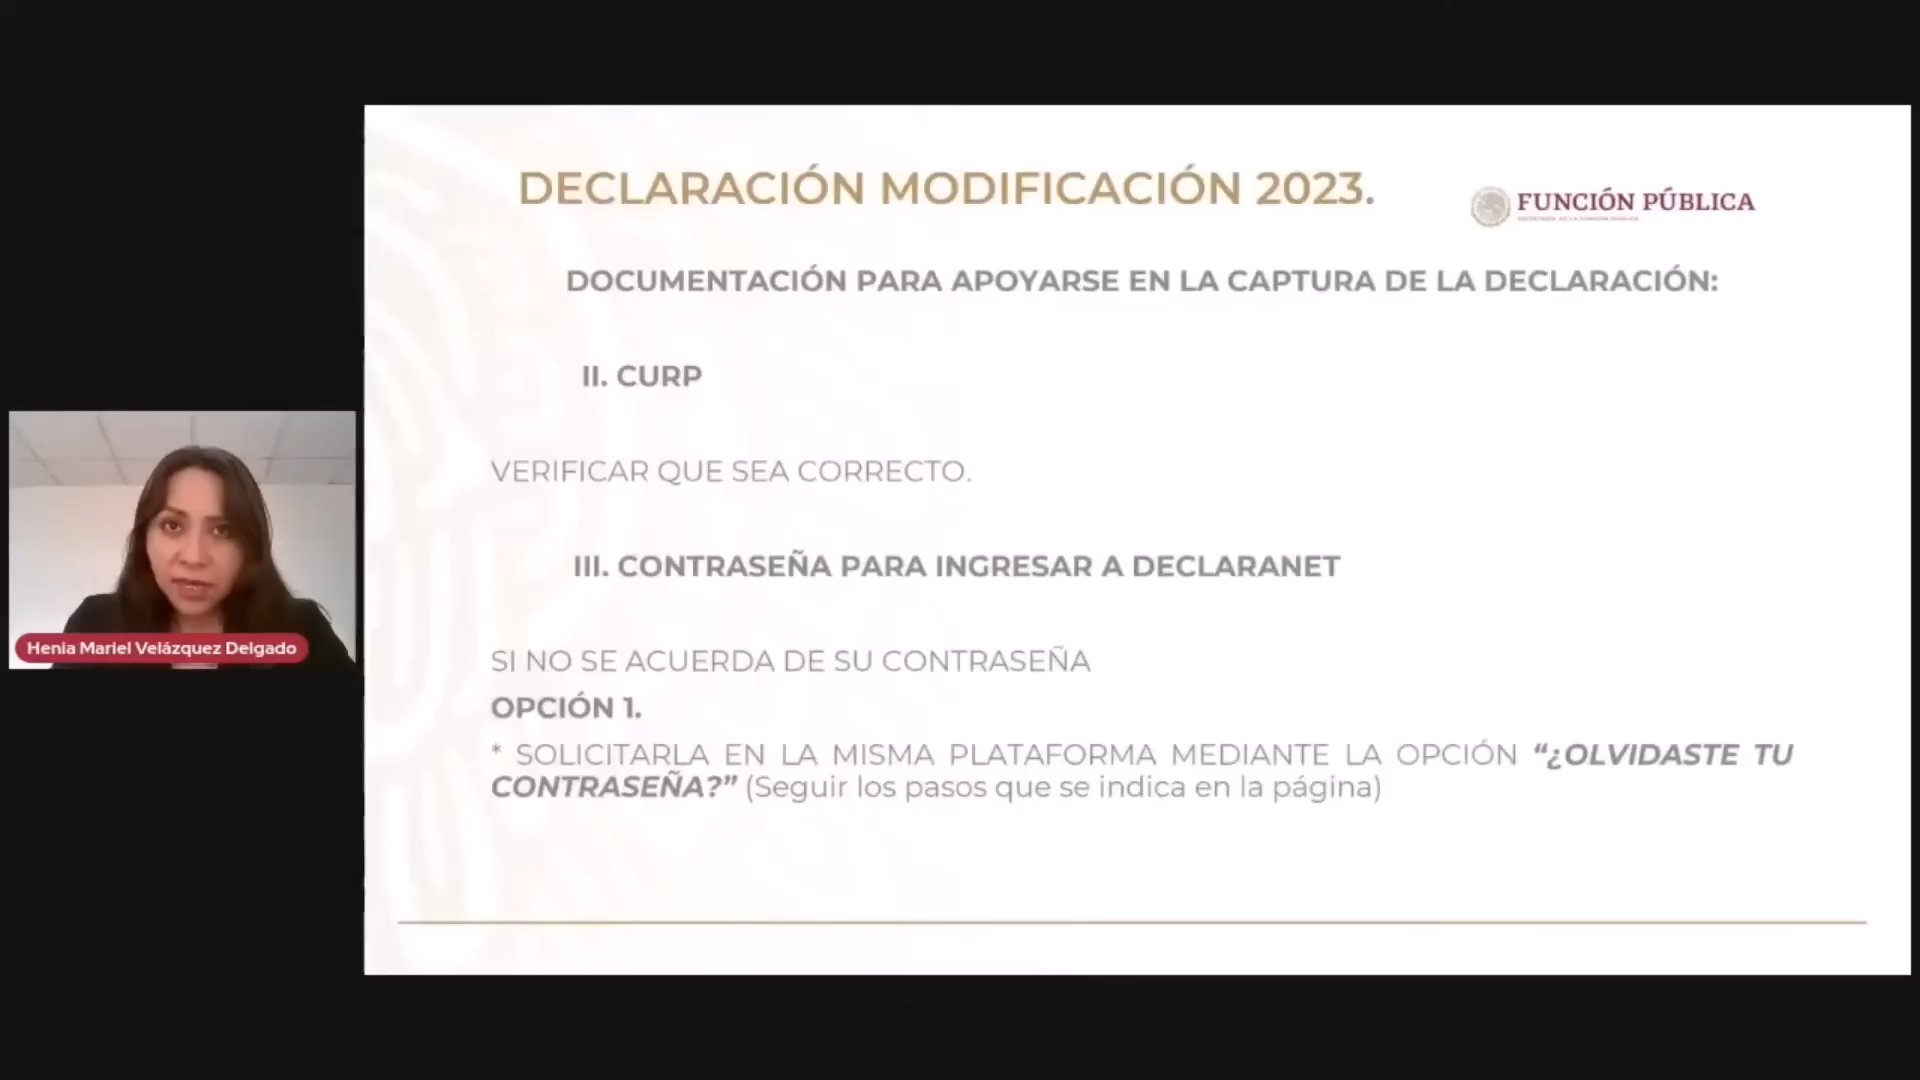 DECLARACIÓN MODIFICACIÓN 2023.
FUNCIÓN PÚBLICA
DOCUMENTACIÓN PARA APOYARSE EN LA CAPTURA DE LA DECLARACIÓN:
II. CURP
VERIFICAR QUE SEA CORRECTO.
III. CONTRASEÑA PARA INGRESAR A DECLARANET
Henia Mariel Velázquez Delgado
SI NO SE ACUERDA DE SU CONTRASEÑA
OPCIÓN 1.
* SOLICITARLA EN LA MISMA PLATAFORMA MEDIANTE LA OPCIÓN “¿OLVIDASTE TU
CONTRASEÑA?” (Seguir los pasos que se indica en la página)